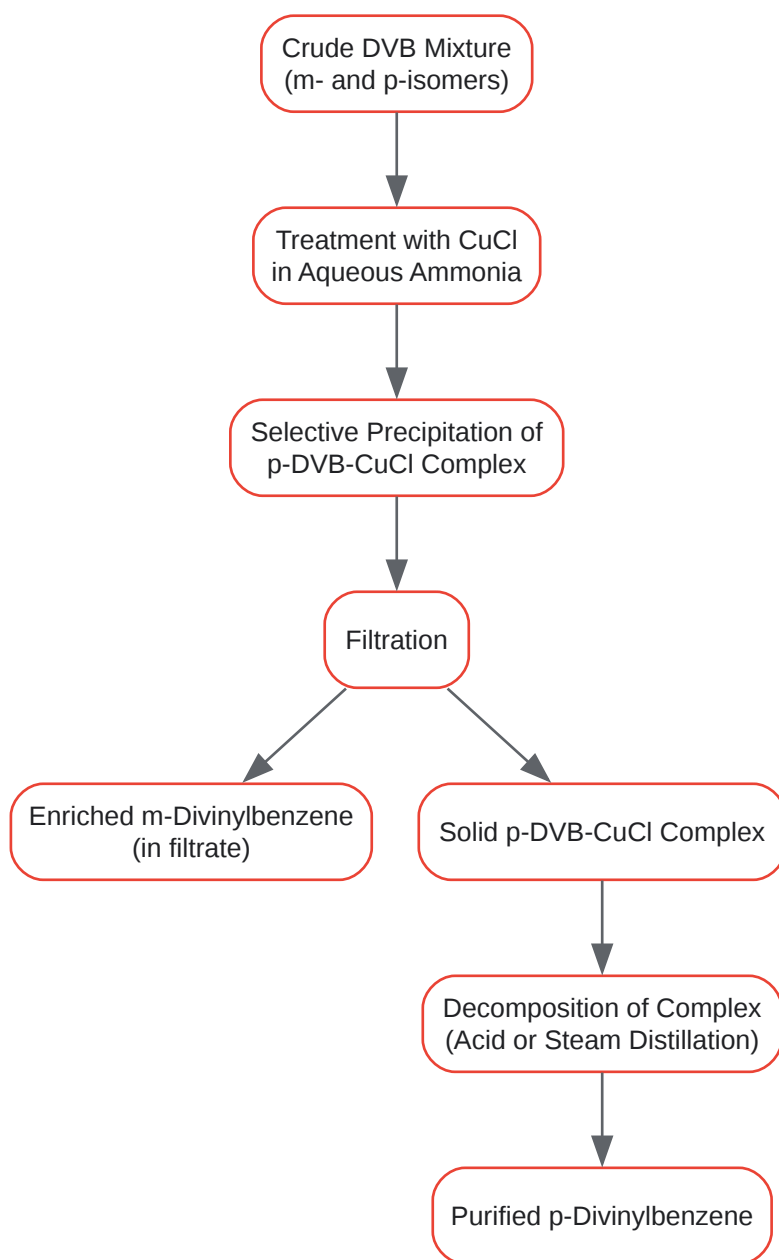 Crude DVB Mixture
(m- and p-isomers)
Treatment with CuCl
in Aqueous Ammonia
Selective Precipitation of
p-DVB-CuCl Complex
Filtration
Enriched m-Divinylbenzene
(in filtrate)
Solid p-DVB-CuCl Complex
Decomposition of Complex
(Acid or Steam Distillation)
Purified p-Divinylbenzene